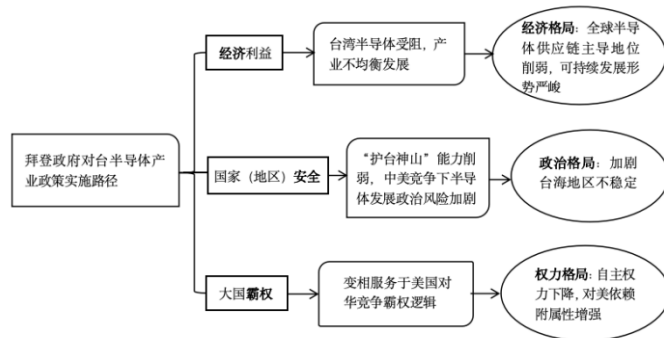 拜登政府对台半导体产
业政策实施路径
经济利益
台湾半导体受阻，产
业不均衡发展
经济格局：全球半导
体供应链主导地位
削弱，可持续发展形
势严峻
国家（地区）安全
“护台神山”能力削
弱，中美竞争下半导
体发展政治风险加剧
政治格局：加剧
台海地区不稳定
大国霸权
变相服务于美国对
华竞争霸权逻辑
权力格局：自主权
力下降，对美依赖
附属性增强